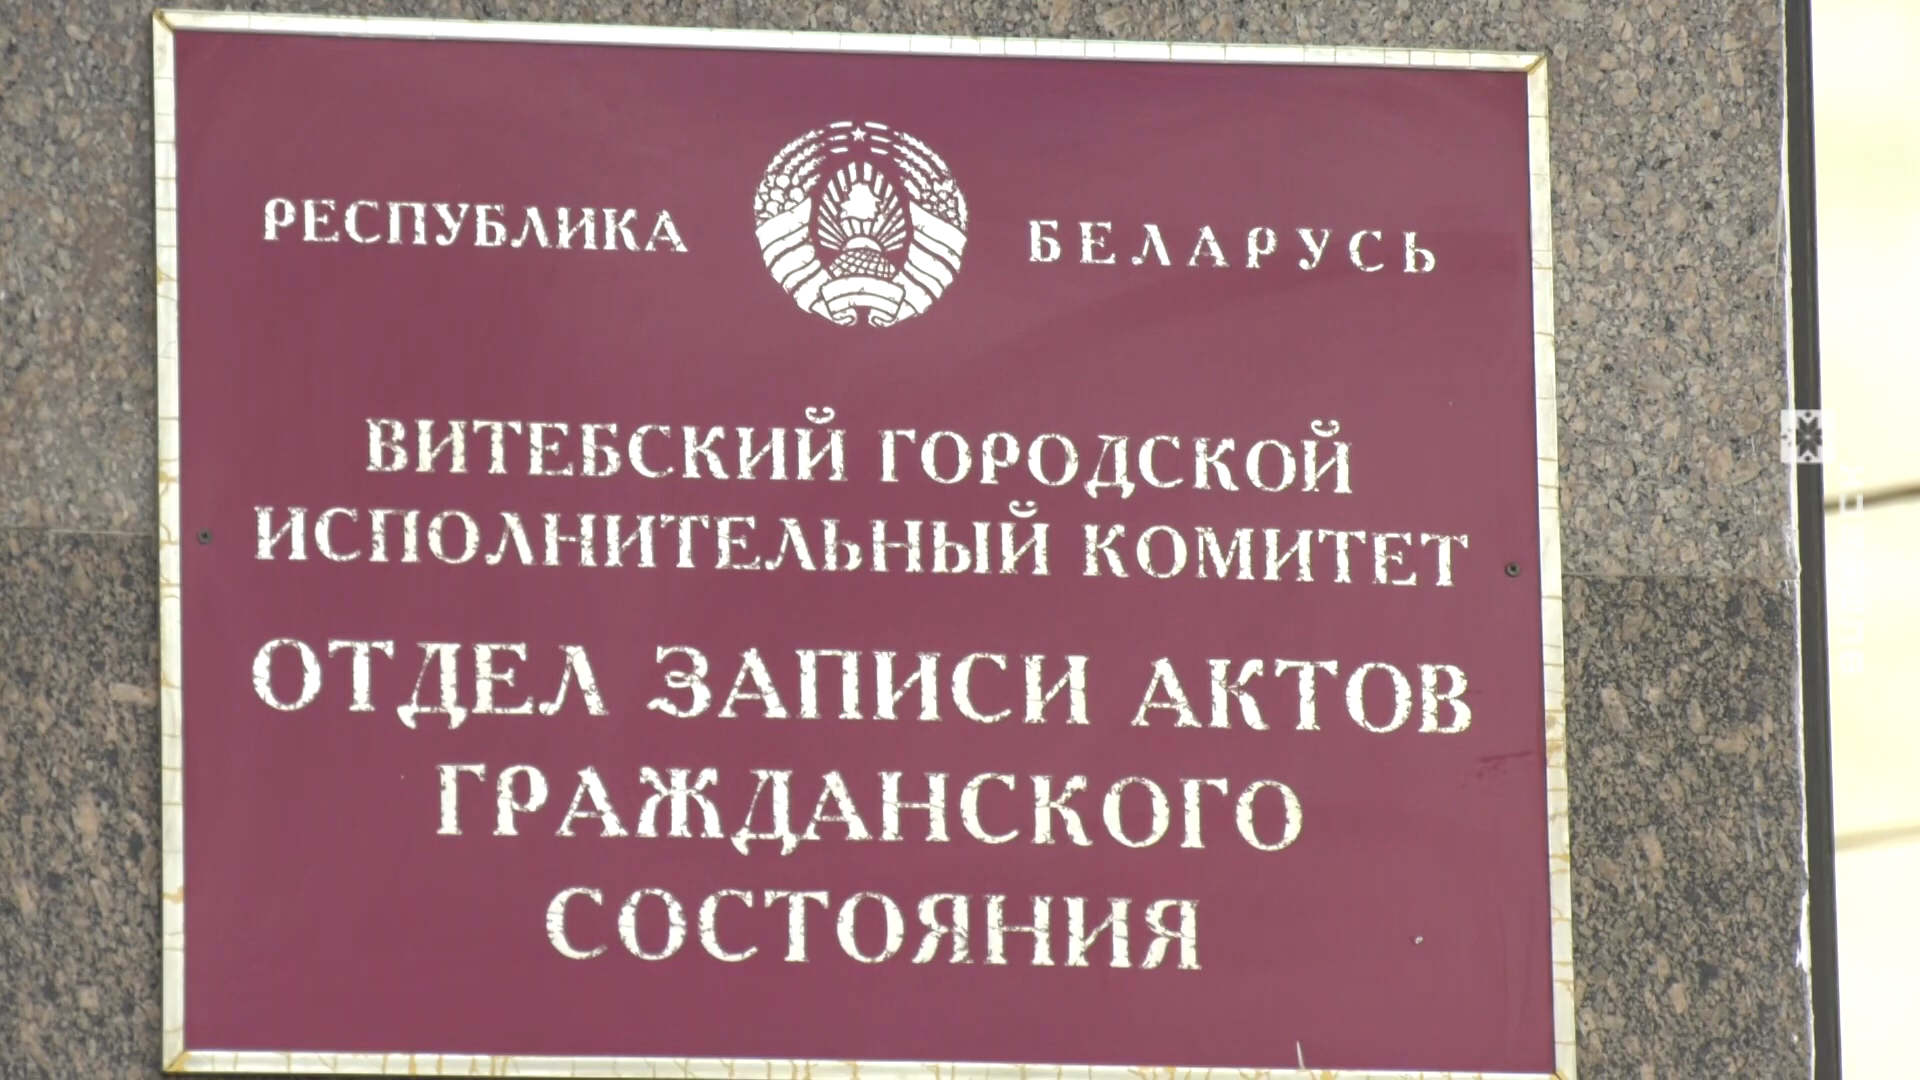 РЕСПУБЛИКА БЕЛАРУСЬ
ВИТЕБСКИЙ ГОРОДСКОЙ
ИСПОЛНИТЕЛЬНЫЙ КОМИТЕТ
ОТДЕЛ ЗАПИСИ АКТОВ
ГРАЖДАНСКОГО
СОСТОЯНИЯ